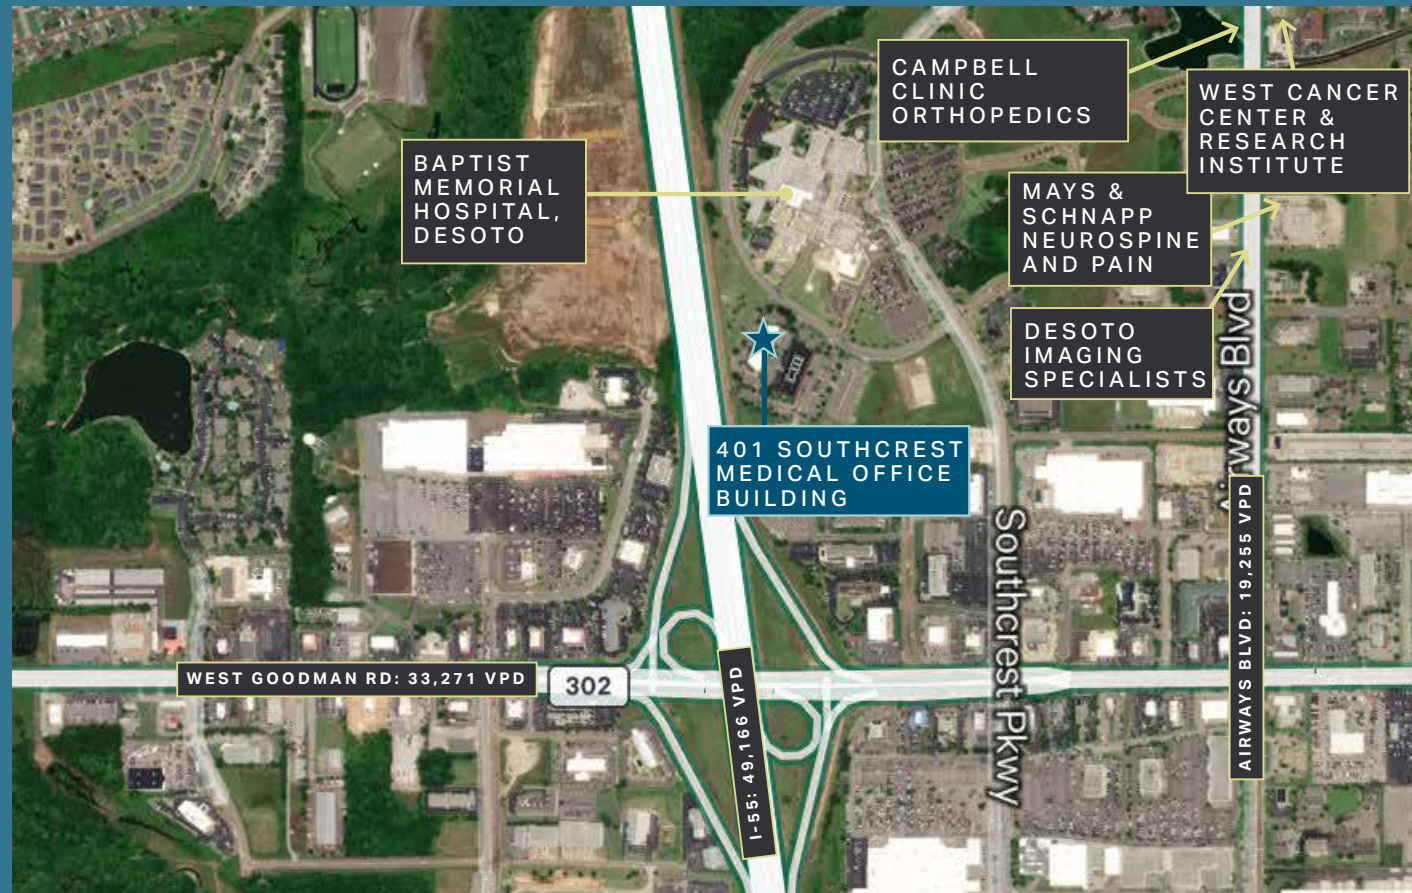 CAMPBELL
CLINIC
ORTHOPEDICS
WEST CANCER
CENTER &
RESEARCH
INSTITUTE
BAPTIST
MEMORIAL
HOSPITAL,
DESOTO
MAYS &
SCHNAPP
NEUROSPINE
AND PAIN
DESOTO
IMAGING
SPECIALISTS
Airways Blvd
401 SOUTHCREST
MEDICAL OFFICE
BUILDING
AIRWAYS BLVD: 19,255 VPD
Southcrest Pkwy
WEST GOODMAN RD: 33,271 VPD
302
I-55: 49,166 VPD